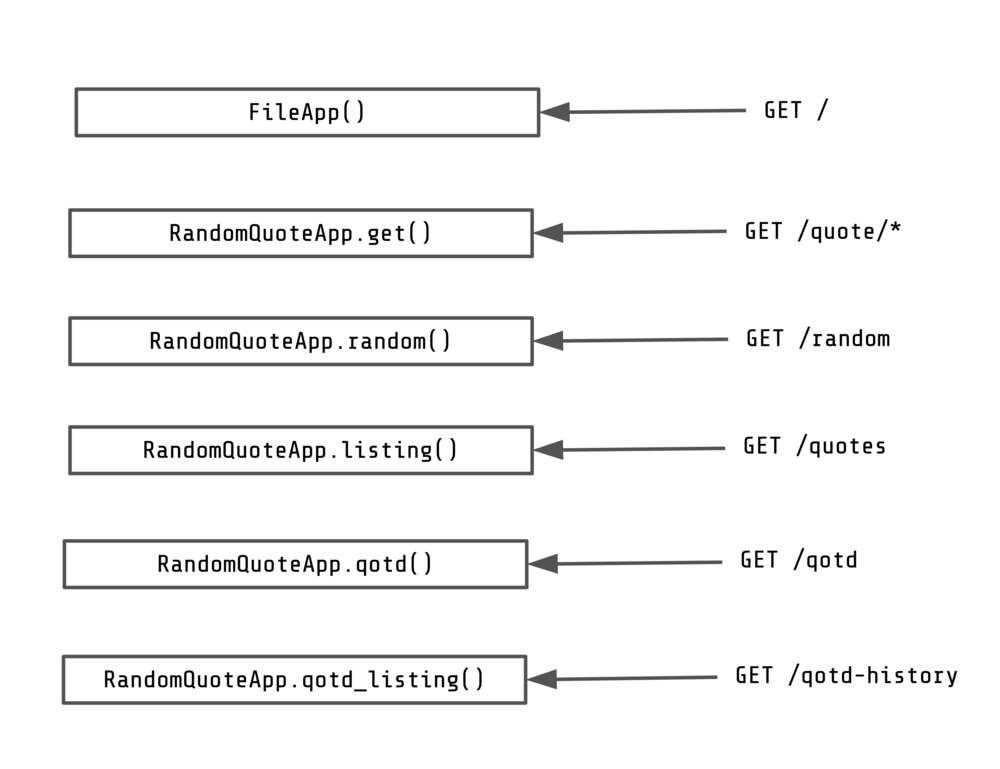 FileApp() GET /
RandomQuoteApp.get() GET /quote/*
RandomQuoteApp.random() GET /random
RandomQuoteApp.listing() GET /quotes
RandomQuoteApp.qotd() GET /qotd
RandomQuoteApp.qotd_listing() GET /qotd-history